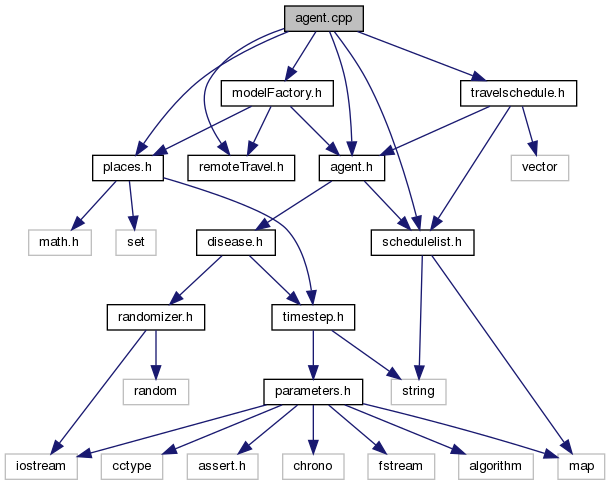 agent.cpp
modelFactory.h
travelschedule.h
places.h
remoteTravel.h
agent.h
vector
math.h
set
disease.h
schedulelist.h
randomizer.h
timestep.h
random
parameters.h
string
iostream
cctype
assert.h
chrono
fstream
algorithm
map